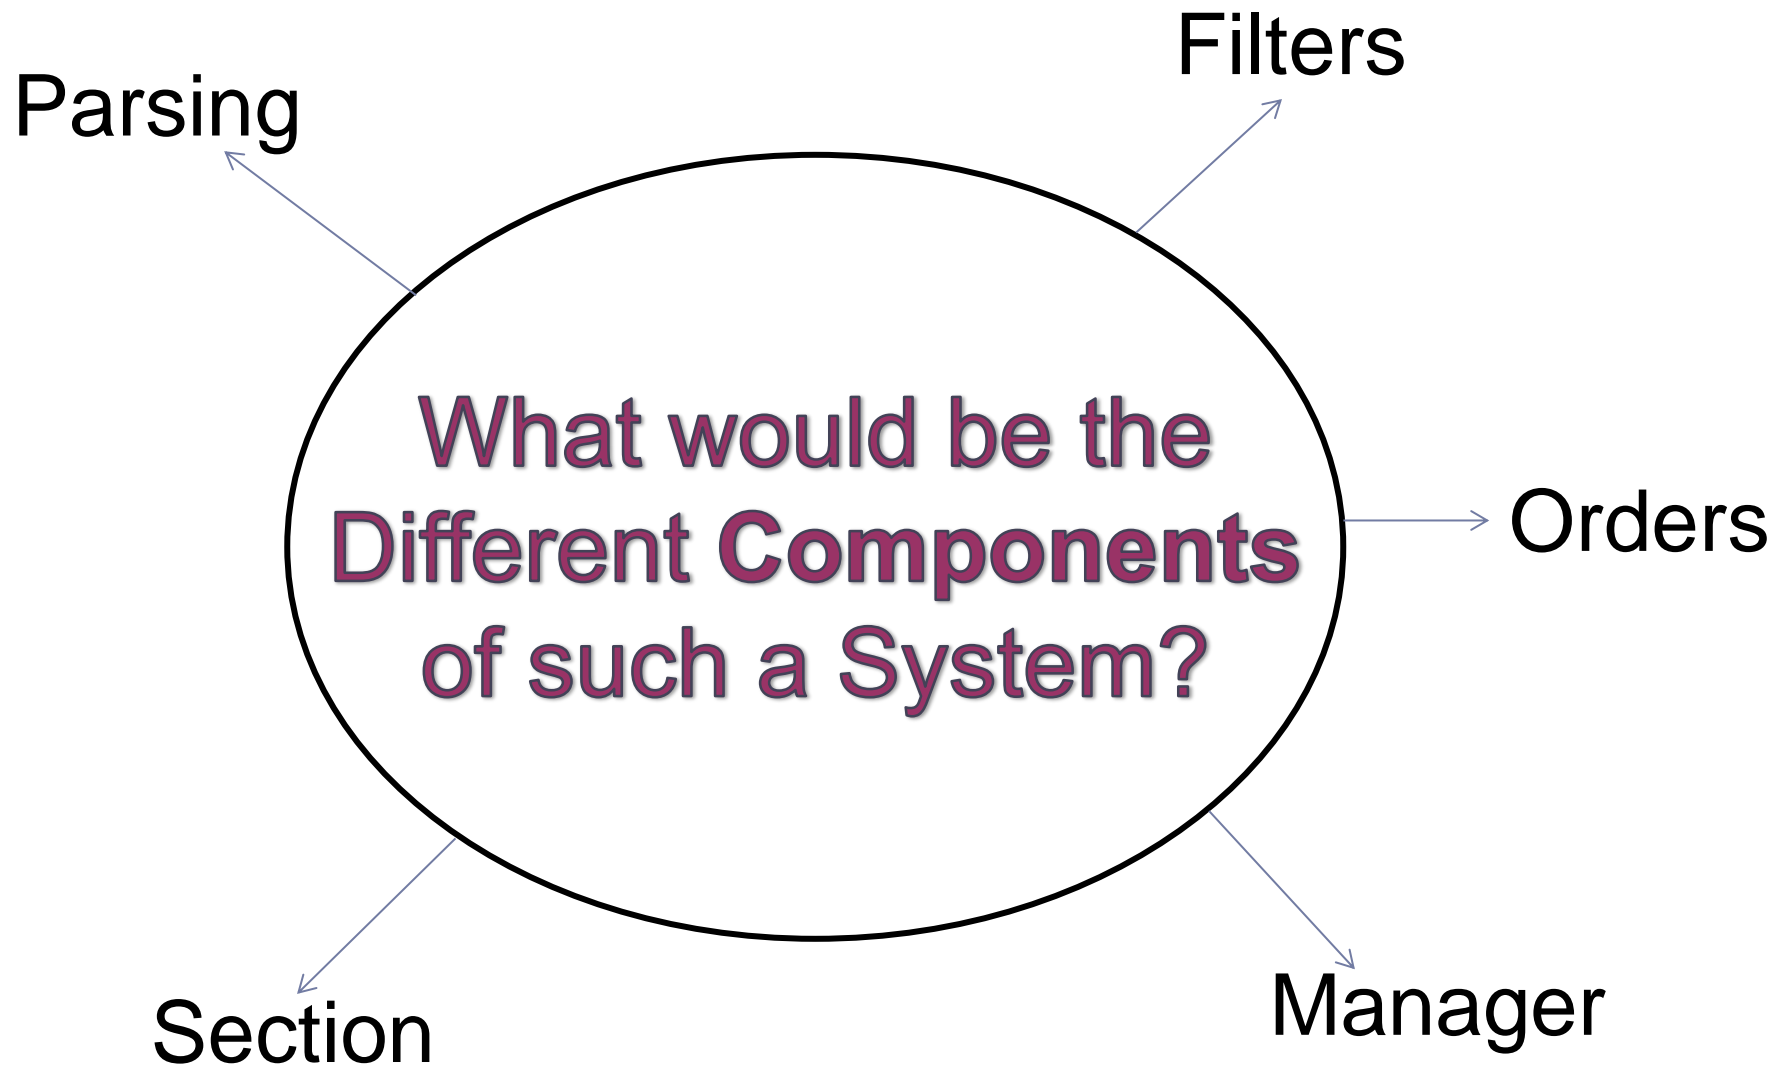 Filters
Parsing
What would be the
Different Components
of such a System?
Orders
Manager
Section